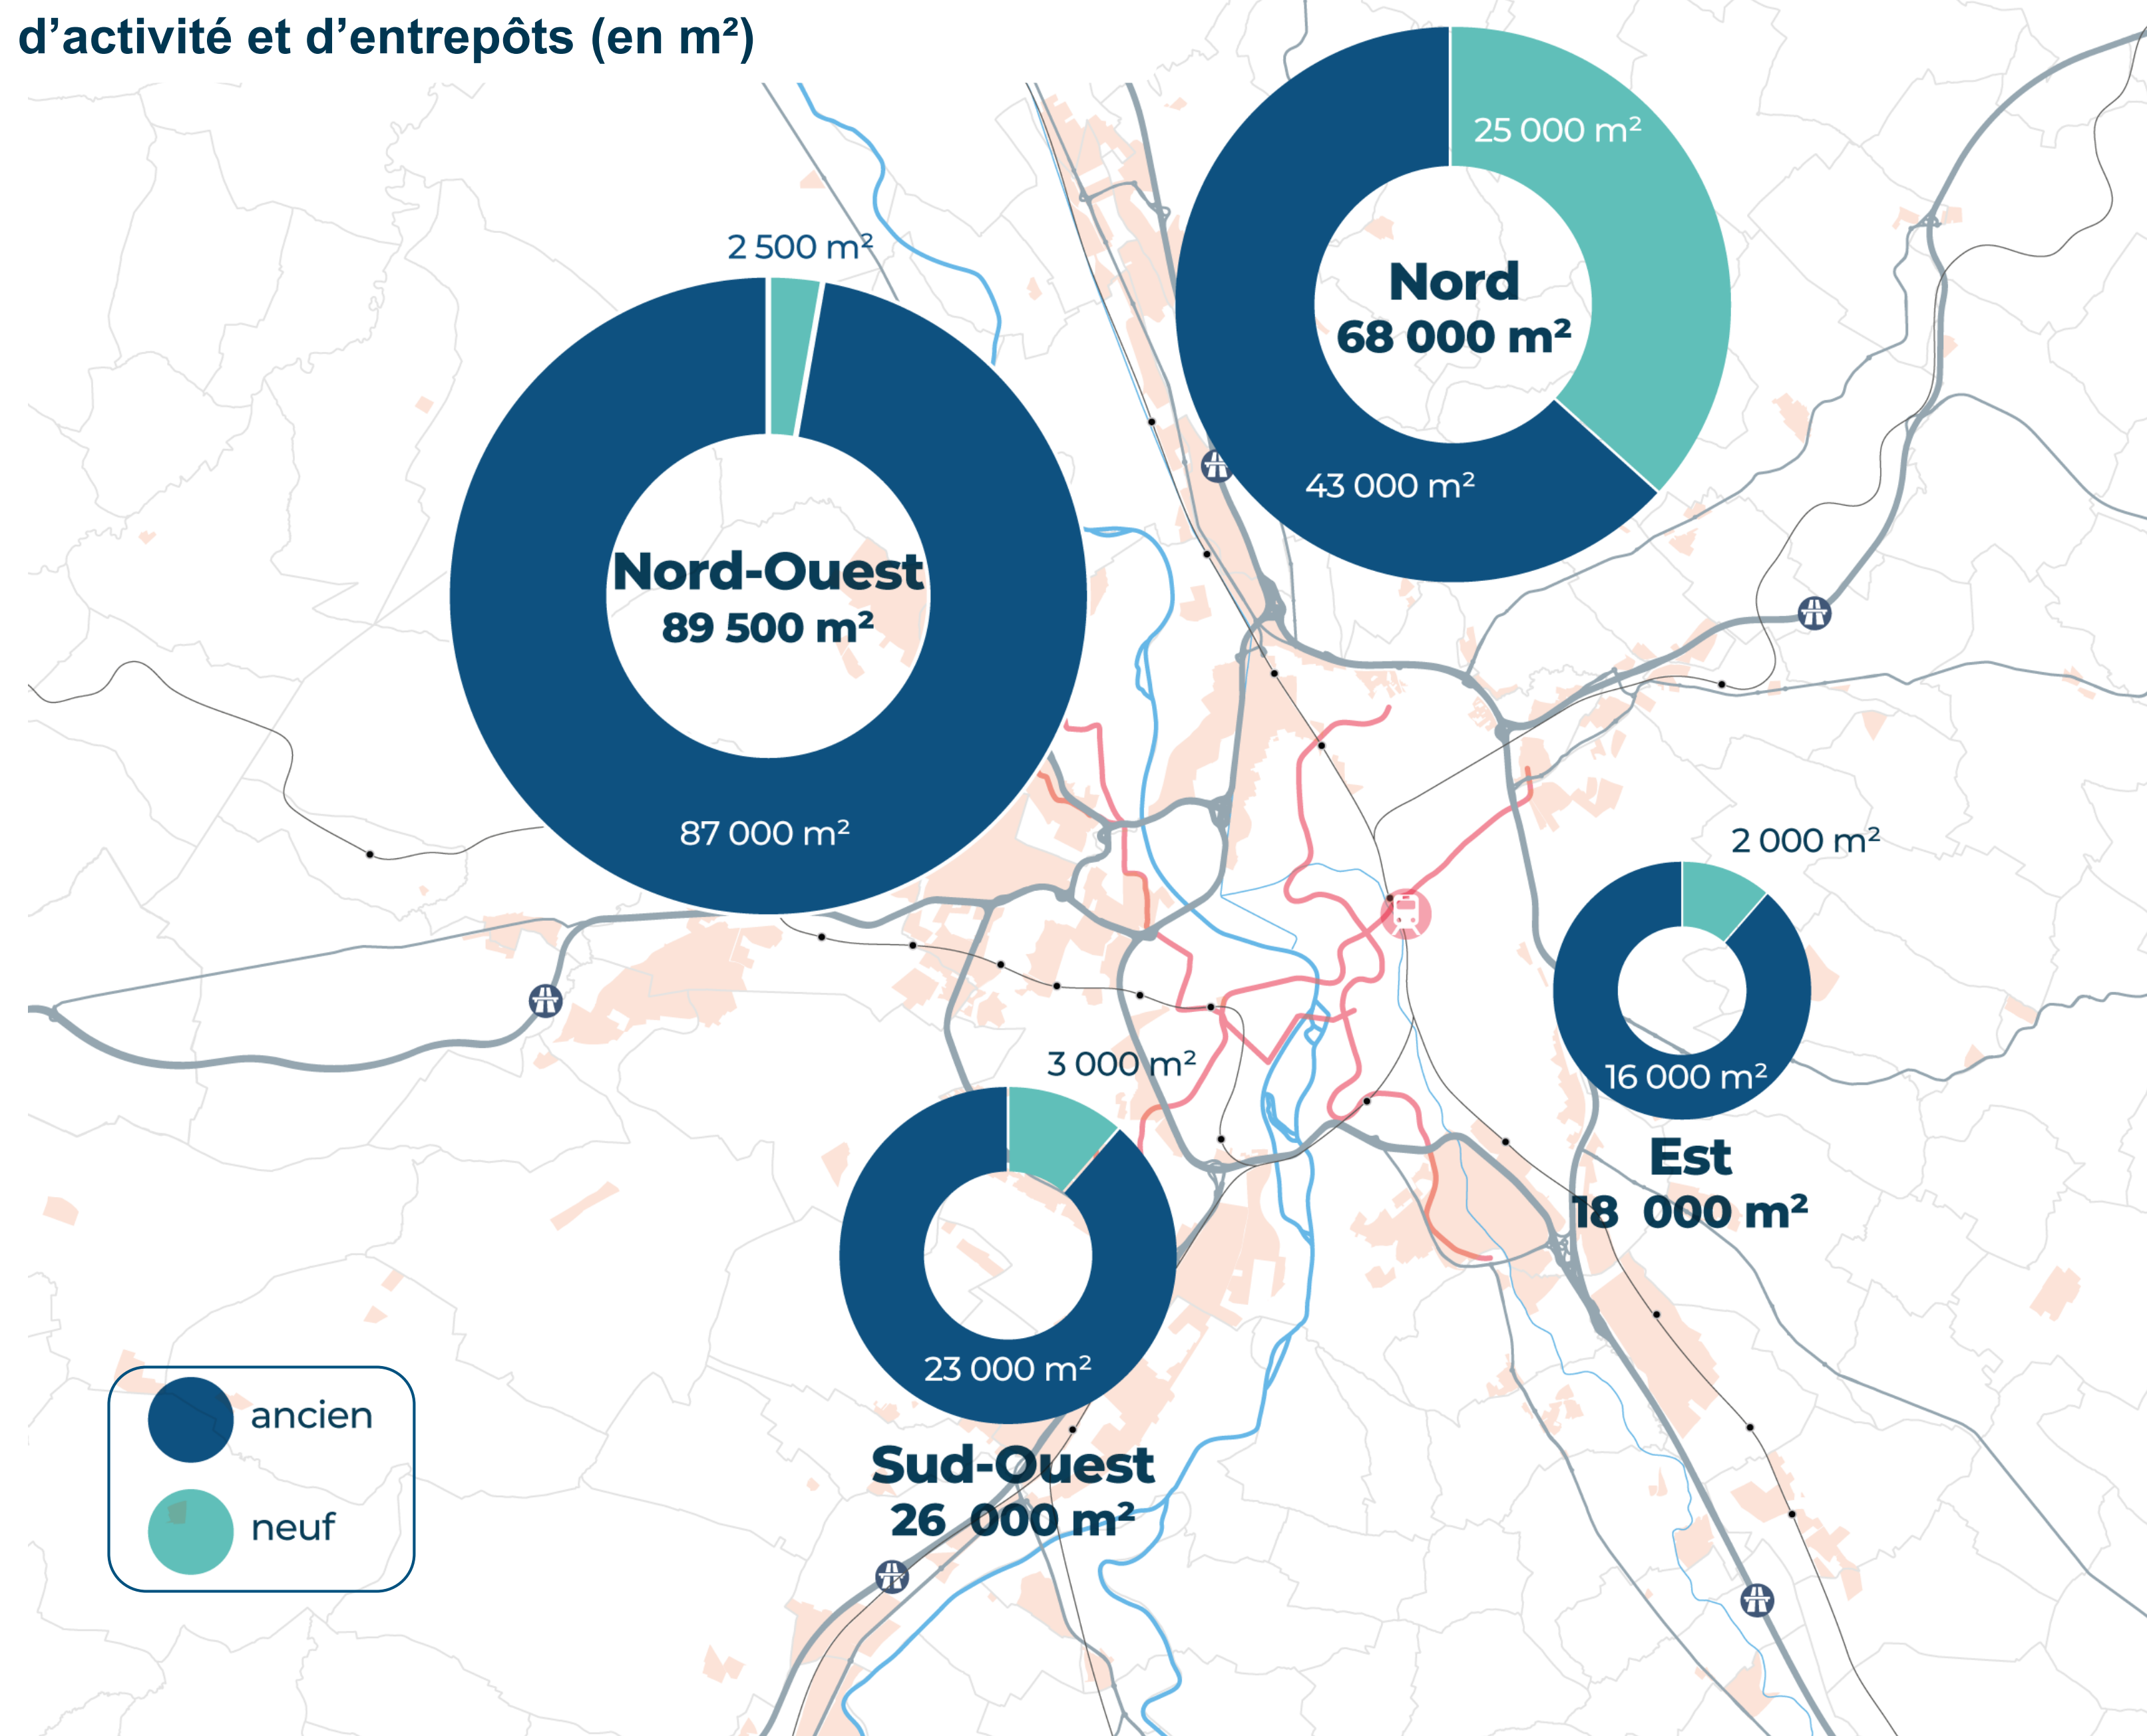 d’activité et d’entrepôts (en m²)
25 000 m²
Nord
68 000 m²
43 000 m²
2 500 m²
Nord-Ouest
89 500 m²
87 000 m²
2 000 m²
16 000 m²
Est
18  000 m²
3 000 m²
23 000 m²
Sud-Ouest
26  000 m²
ancien
neuf